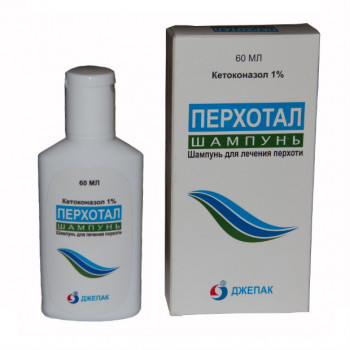 60 МЛ
Кетоконазол 1%
ПЕРХОТАЛ
ШАМПУНЬ
Шампунь для лечения перхоти
ДЖЕПАК
60 МЛ
Кетоконазол 1%
ПЕРХОТАЛ
ШАМПУНЬ
Шампунь для лечения перхоти
ДЖЕПАК